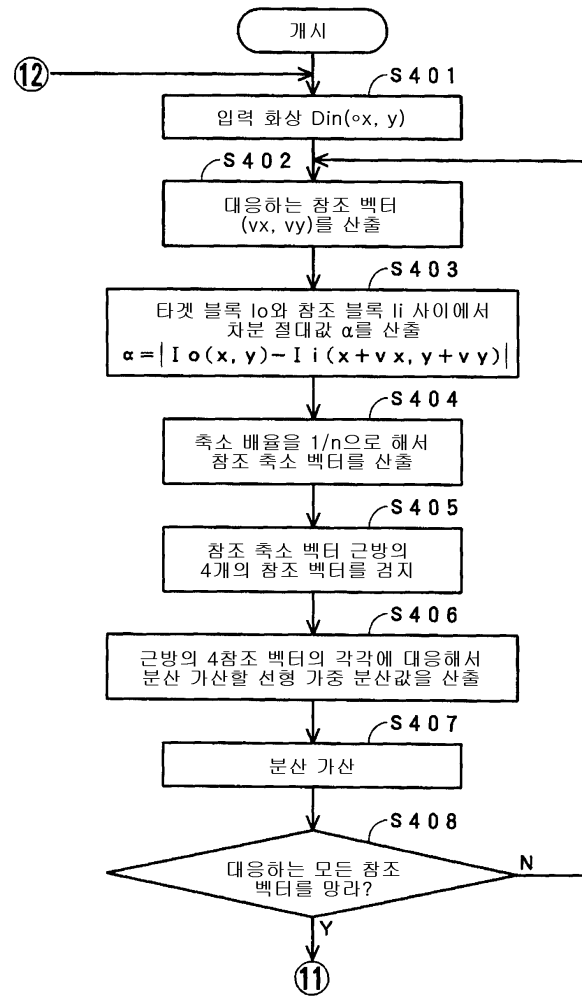 개시
⑫
S401
입력 화상 Din(∘x, y)
S402
대응하는 참조 벡터
(vx, vy)를 산출
S403
타겟 블록 Io와 참조 블록 Ii 사이에서
차분 절대값 α를 산출
α=|Io(x, y)-Ii(x+vx, y+vy)|
S404
축소 배율을 1/n으로 해서
참조 축소 벡터를 산출
S405
참조 축소 벡터 근방의
4개의 참조 벡터를 검지
S406
근방의 4참조 벡터의 각각에 대응해서
분산 가산할 선형 가중 분산값을 산출
S407
분산 가산
S408
대응하는 모든 참조
벡터를 망라?
N
Y
⑪